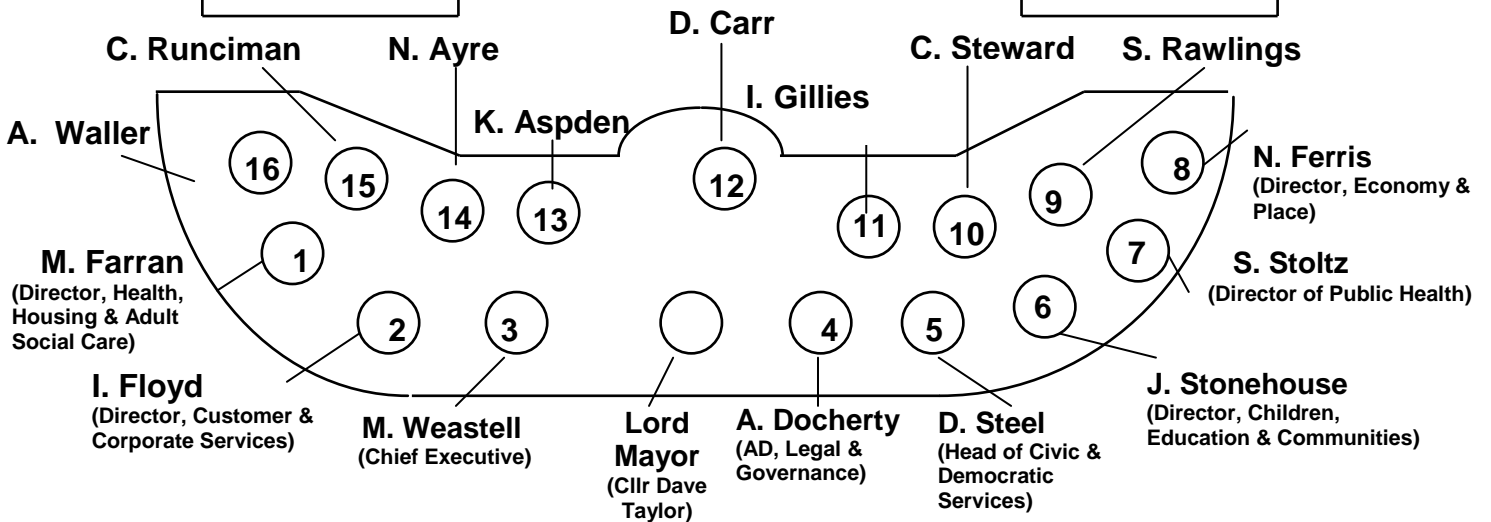 D. Carr
C. Runciman
N. Ayre
C. Steward
S. Rawlings
I. Gillies
K. Aspden
A. Waller
16
15
14
13
12
11
10
9
8
N. Ferris
(Director, Economy &
Place)
1
7
M. Farran
(Director, Health,
Housing & Adult
Social Care)
S. Stoltz
(Director of Public Health)
2
3
4
5
6
I. Floyd
(Director, Customer &
Corporate Services)
M. Weastell
(Chief Executive)
Lord
Mayor
(Cllr Dave
Taylor)
A. Docherty
(AD, Legal &
Governance)
D. Steel
(Head of Civic &
Democratic
Services)
J. Stonehouse
(Director, Children,
Education & Communities)